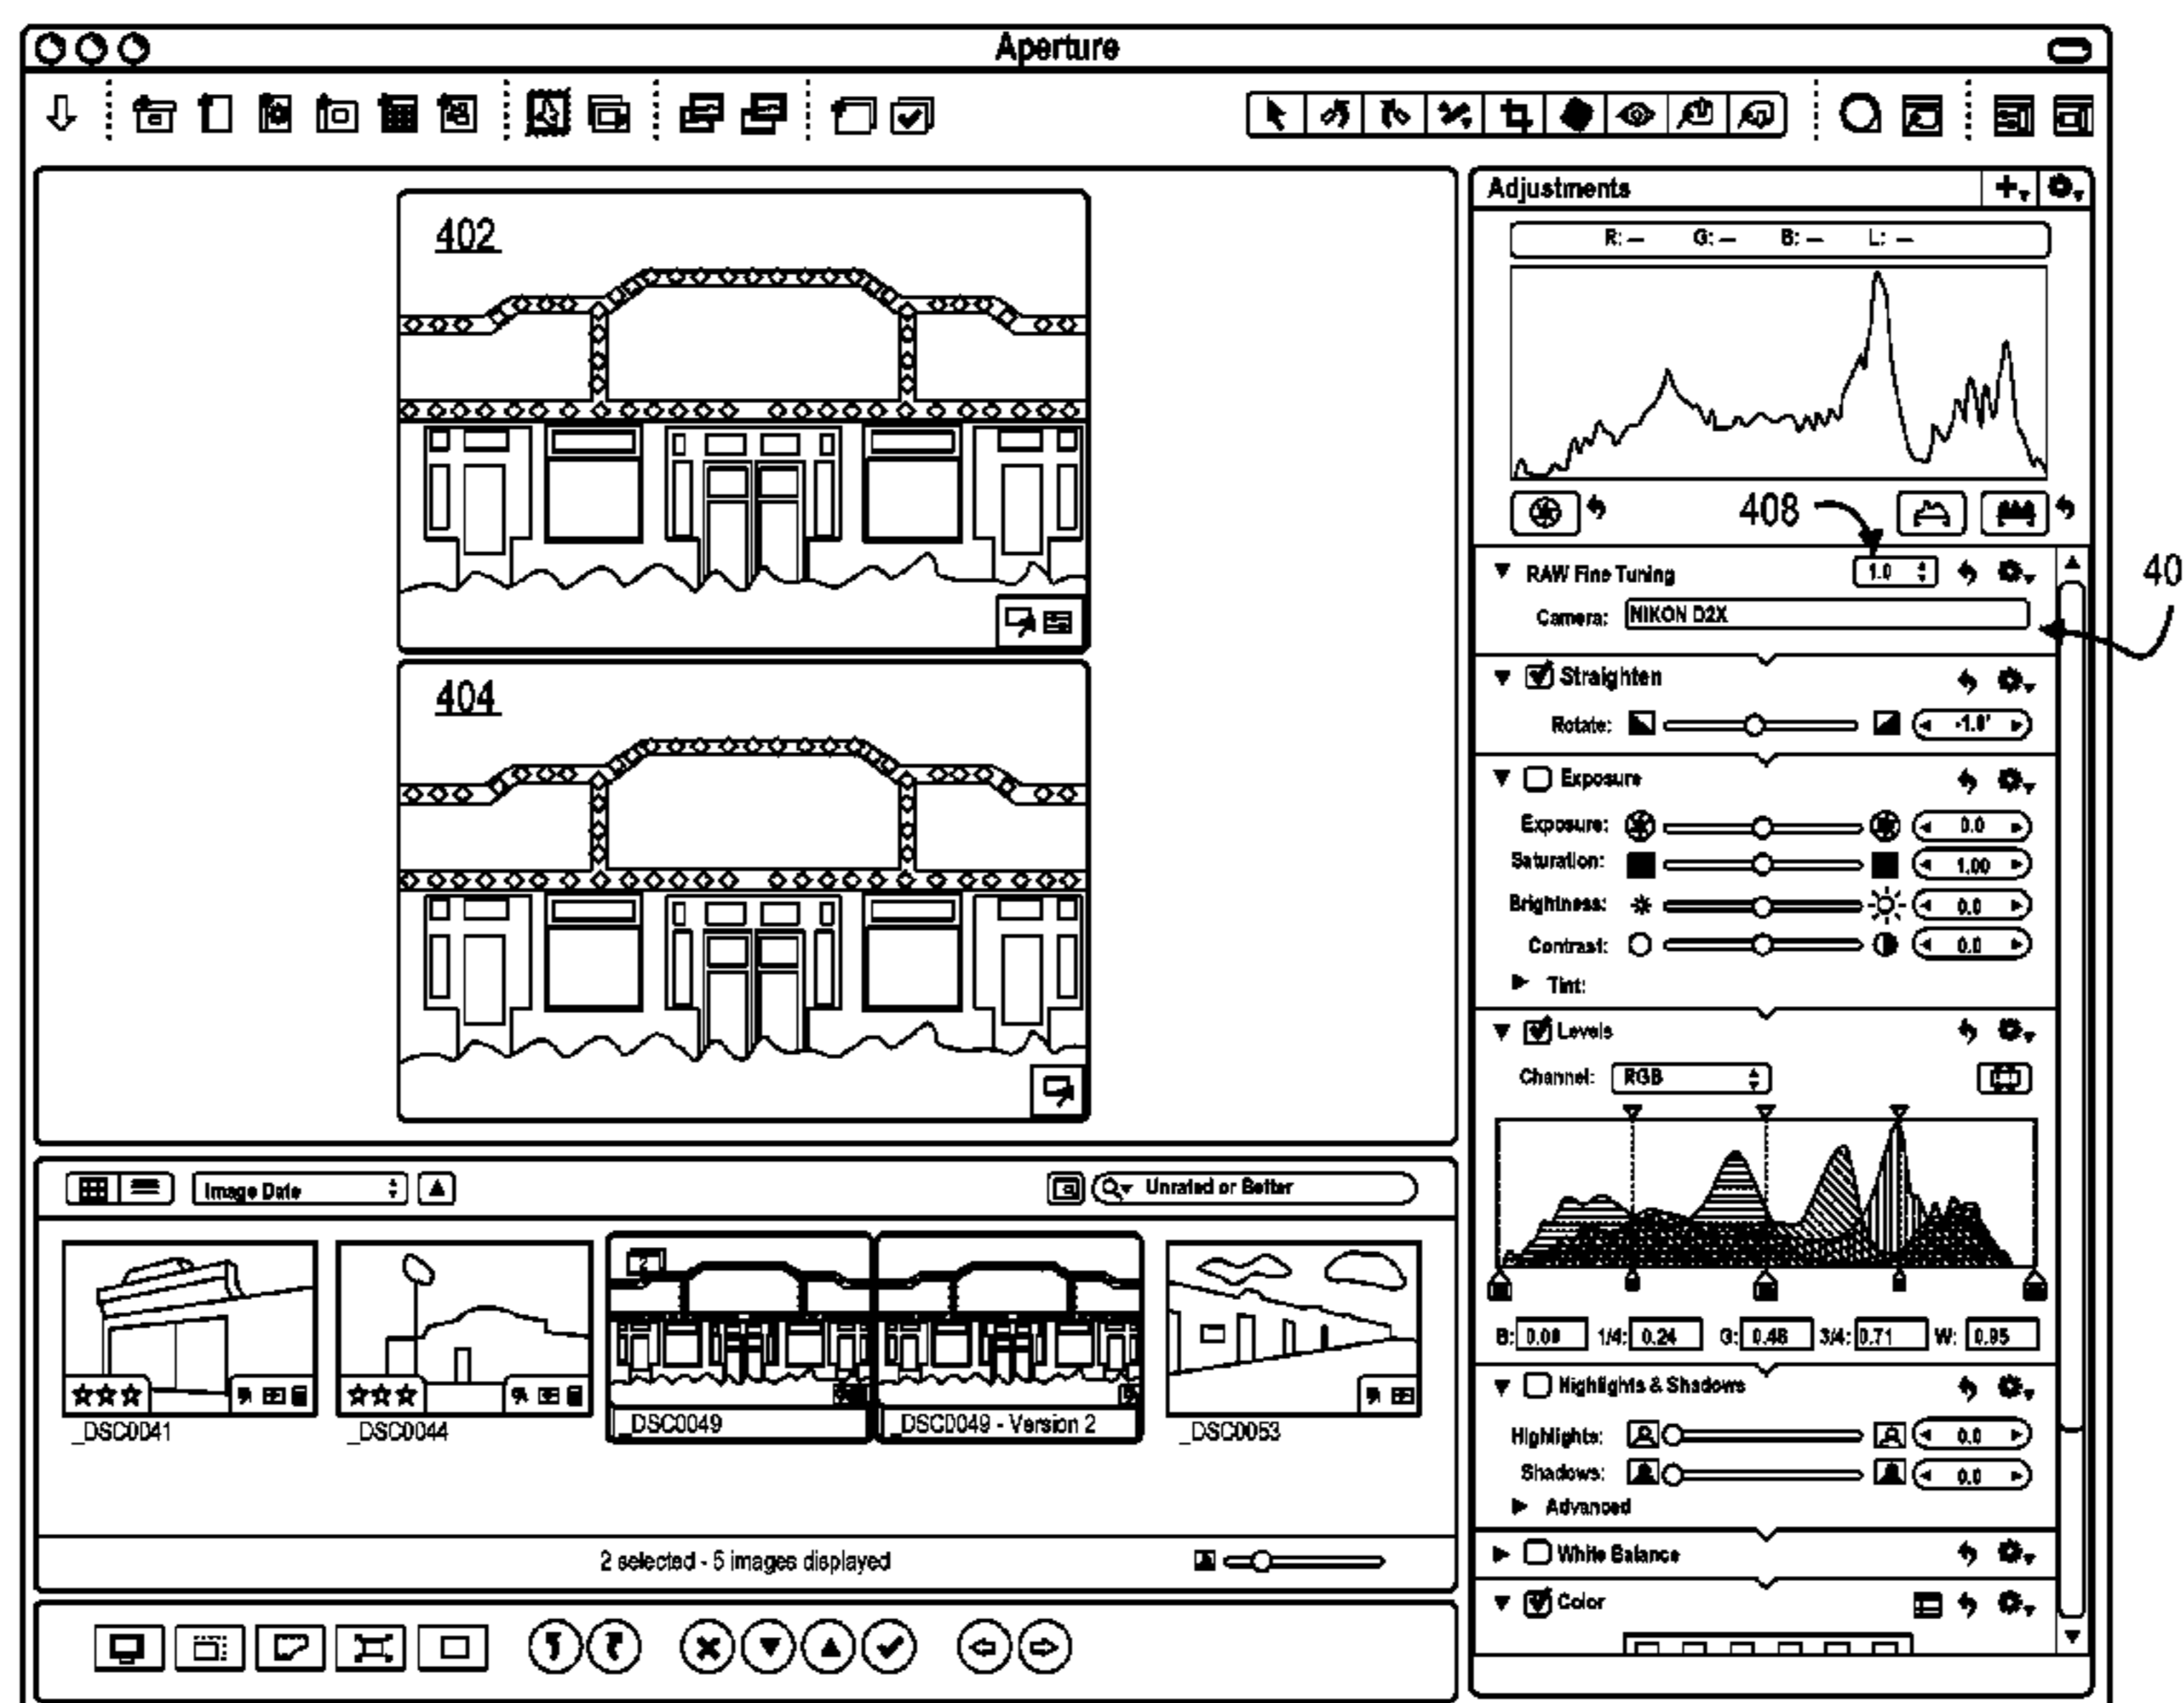 Aperture
Adjustments
R: — G: — B: — L: —
402
408
RAW Fine Tuning 1.0
40
Camera: NIKON D2X
Straighten
404
Rotate: -1.0°
Exposure
Exposure: 0.0
Saturation: 1.00
Brightness: 0.0
Contrast: 0.0
Tint:
Levels
Channel: RGB
Image Date
Unrated or Better
2
B: 0.00 1/4: 0.24 G: 0.48 3/4: 0.71 W: 0.95
Highlights & Shadows
_DSC0041
_DSC0044
_DSC0049
_DSC0049 - Version 2
_DSC0053
Highlights: 0.0
Shadows: 0.0
Advanced
2 selected - 5 images displayed
White Balance
Color